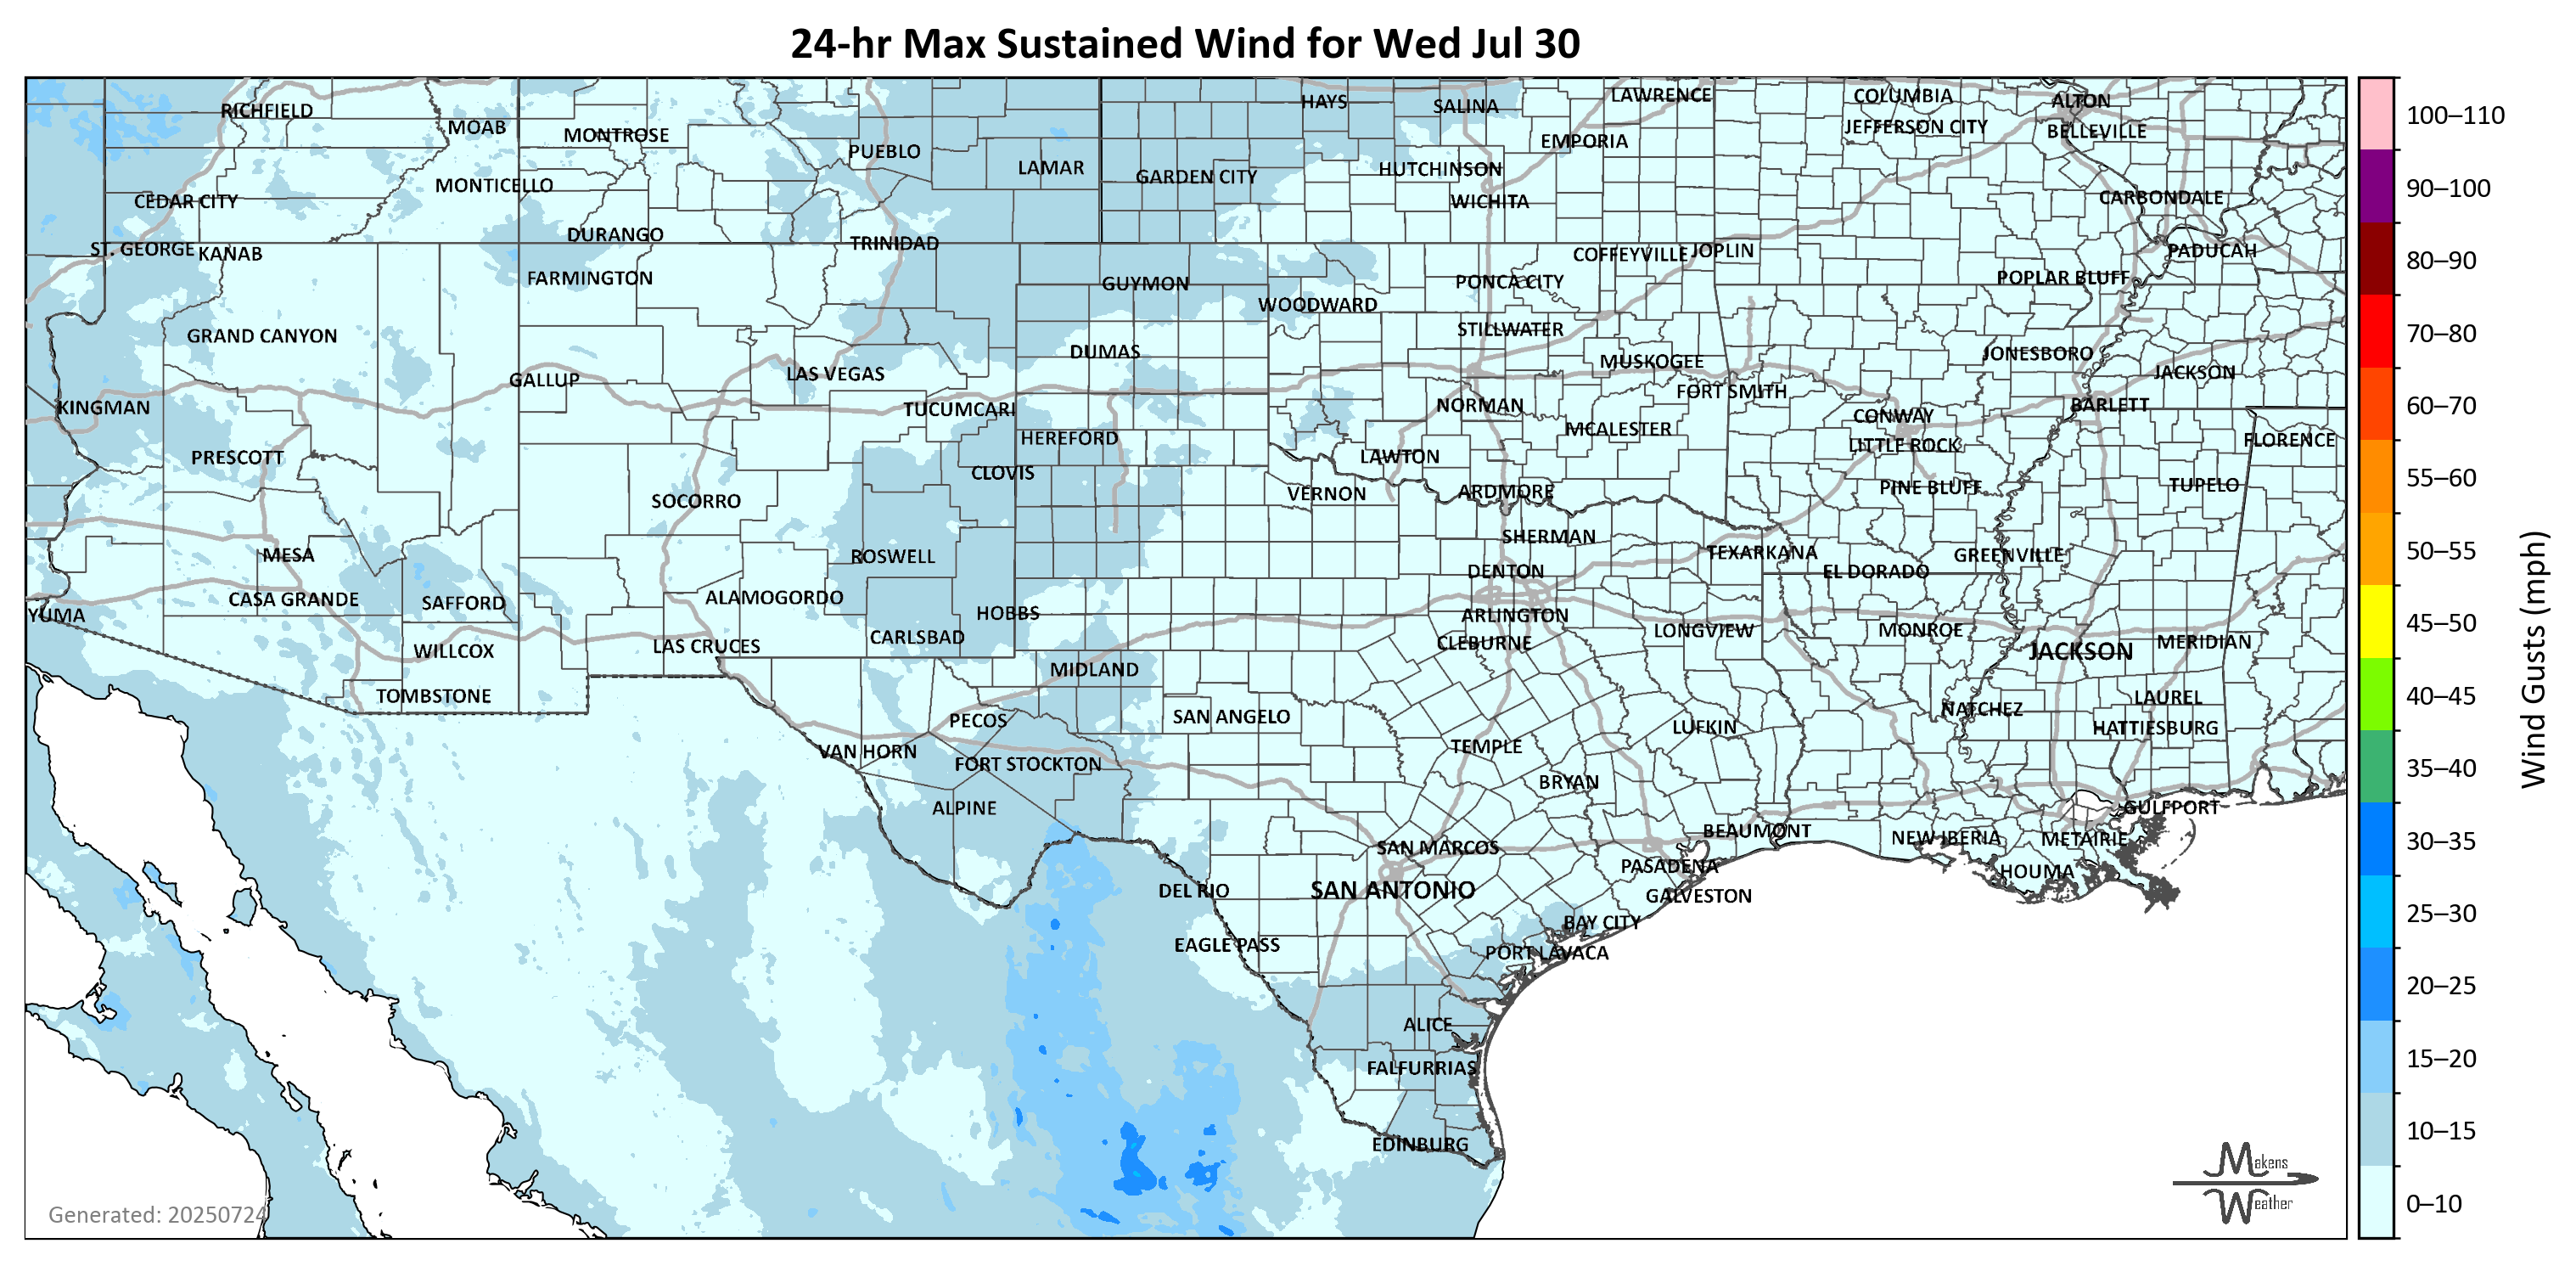 24-hr Max Sustained Wind for Wed Jul 30
RICHFIELD
MOAB
MONTROSE
PUEBLO
LAMAR
HAYS
SALINA
LAWRENCE
COLUMBIA
ALTON
EMPORIA
JEFFERSON CITY
BELLEVILLE
GARDEN CITY
HUTCHINSON
MONTICELLO
CEDAR CITY
WICHITA
CARBONDALE
DURANGO
TRINIDAD
ST. GEORGE
KANAB
COFFEYVILLE
JOPLIN
PADUCAH
FARMINGTON
GUYMON
PONCA CITY
POPLAR BLUFF
WOODWARD
GRAND CANYON
STILLWATER
DUMAS
MUSKOGEE
JONESBORO
GALLUP
LAS VEGAS
JACKSON
FORT SMITH
KINGMAN
TUCUMCARI
NORMAN
CONWAY
BARLETT
HEREFORD
MCALESTER
LITTLE ROCK
FLORENCE
PRESCOTT
CLOVIS
LAWTON
SOCORRO
VERNON
ARDMORE
PINE BLUFF
TUPELO
MESA
ROSWELL
SHERMAN
TEXARKANA
GREENVILLE
CASA GRANDE
SAFFORD
ALAMOGORDO
DENTON
EL DORADO
YUMA
HOBBS
ARLINGTON
WILLCOX
LAS CRUCES
CARLSBAD
CLEBURNE
LONGVIEW
MONROE
JACKSON
MERIDIAN
MIDLAND
TOMBSTONE
PECOS
SAN ANGELO
LUFKIN
NATCHEZ
LAUREL
HATTIESBURG
VAN HORN
FORT STOCKTON
TEMPLE
BRYAN
ALPINE
GULFPORT
SAN MARCOS
BEAUMONT
NEW IBERIA
METAIRIE
DEL RIO
SAN ANTONIO
PASADENA
GALVESTON
HOUMA
EAGLE PASS
BAY CITY
PORT LAVACA
ALICE
FALFURRIAS
EDINBURG
Generated: 20250724
Makens
Weather
100–110
90–100
80–90
70–80
60–70
55–60
50–55
45–50
40–45
35–40
30–35
25–30
20–25
15–20
10–15
0–10
Wind Gusts (mph)